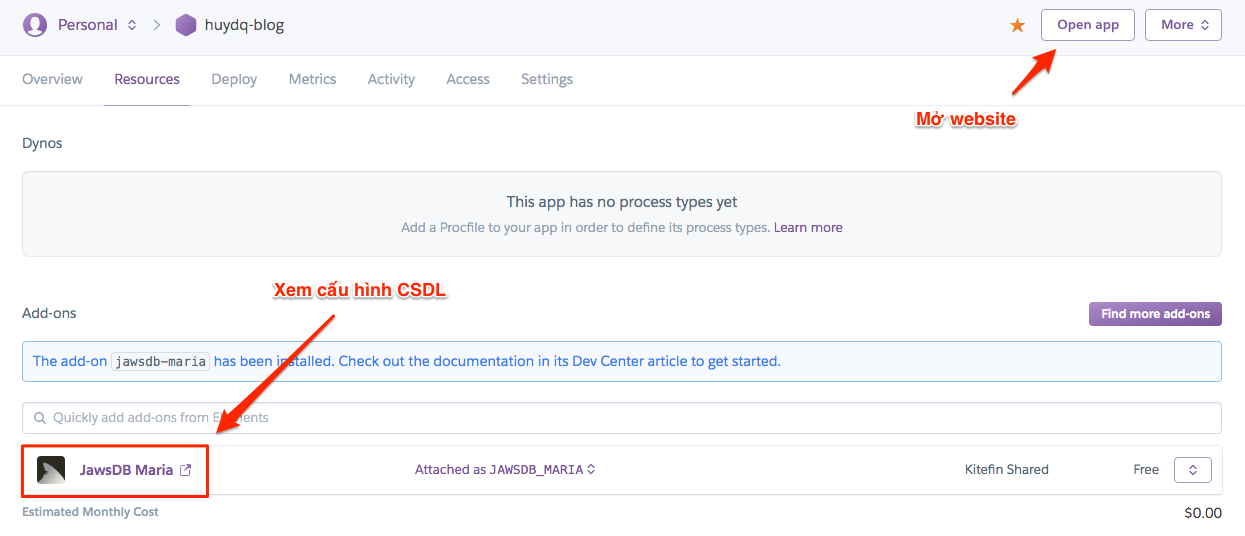 Personal huydq-blog Open app More
Overview Resources Deploy Metrics Activity Access Settings
Mở website
Dynos
This app has no process types yet
Add a Procfile to your app in order to define its process types. Learn more
Xem cấu hình CSDL
Add-ons Find more add-ons
The add-on jawsdb-maria has been installed. Check out the documentation in its Dev Center article to get started.
Quickly add add-ons from Elements
JawsDB Maria Attached as JAWSDB_MARIA Kitefin Shared Free
Estimated Monthly Cost $0.00